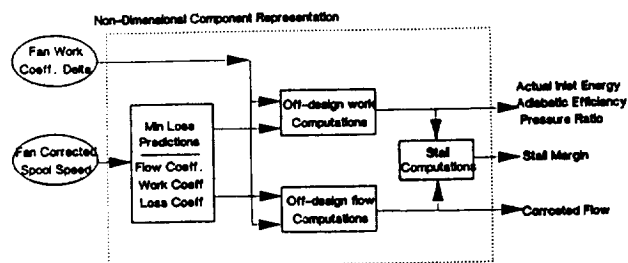 Non-Dimensional Component Representation
Fan Work
Coeff. Delta
Fan Corrected
Spool Speed
Min Loss
Predictions
Flow Coeff.
Work Coeff
Loss Coeff
Off-design work
Computations
Off-design flow
Computations
Stall
Computations
Actual Inlet Energy
Adiabatic Efficiency
Pressure Ratio
Stall Margin
Corrected Flow